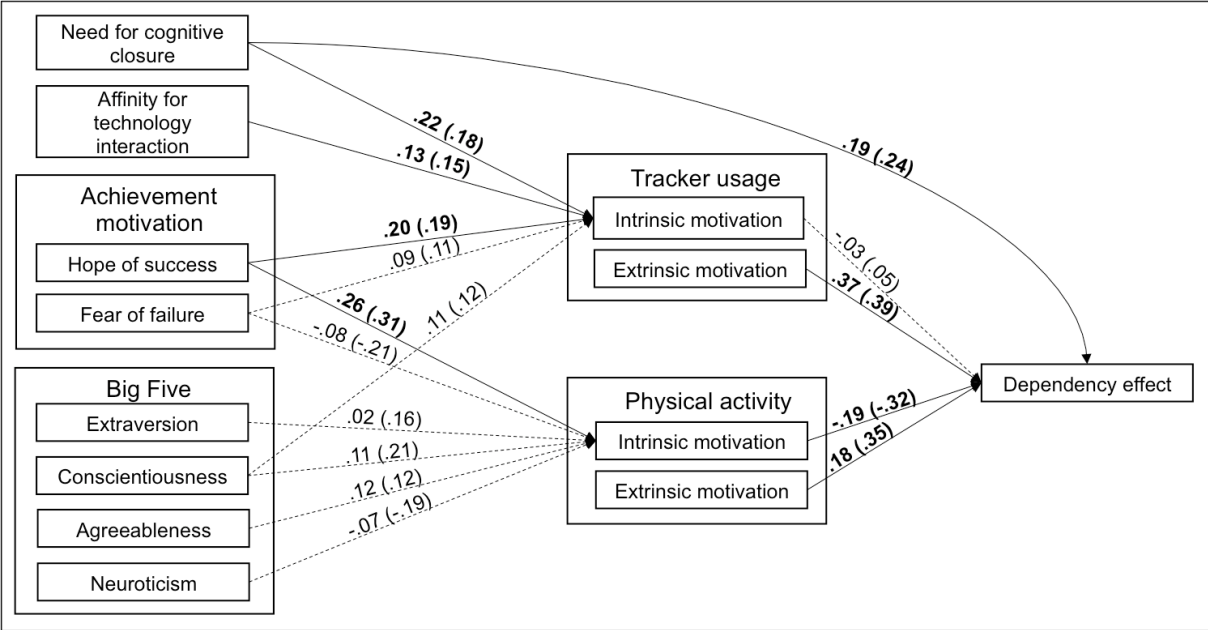 Need for cognitive
closure
Affinity for
technology
interaction
Achievement
motivation
Hope of success
Fear of failure
Big Five
Extraversion
Conscientiousness
Agreeableness
Neuroticism
.22 (.18)
.13 (.15)
.20 (.19)
.09 (.11)
.26 (.31)
-.08 (-.21)
.11 (.12)
.02 (.16)
.11 (.21)
.12 (.12)
-.07 (-.19)
Tracker usage
Intrinsic motivation
Extrinsic motivation
Physical activity
Intrinsic motivation
Extrinsic motivation
.19 (.24)
-.03 (.05)
.37 (.39)
-.19 (-.32)
.18 (.35)
Dependency effect